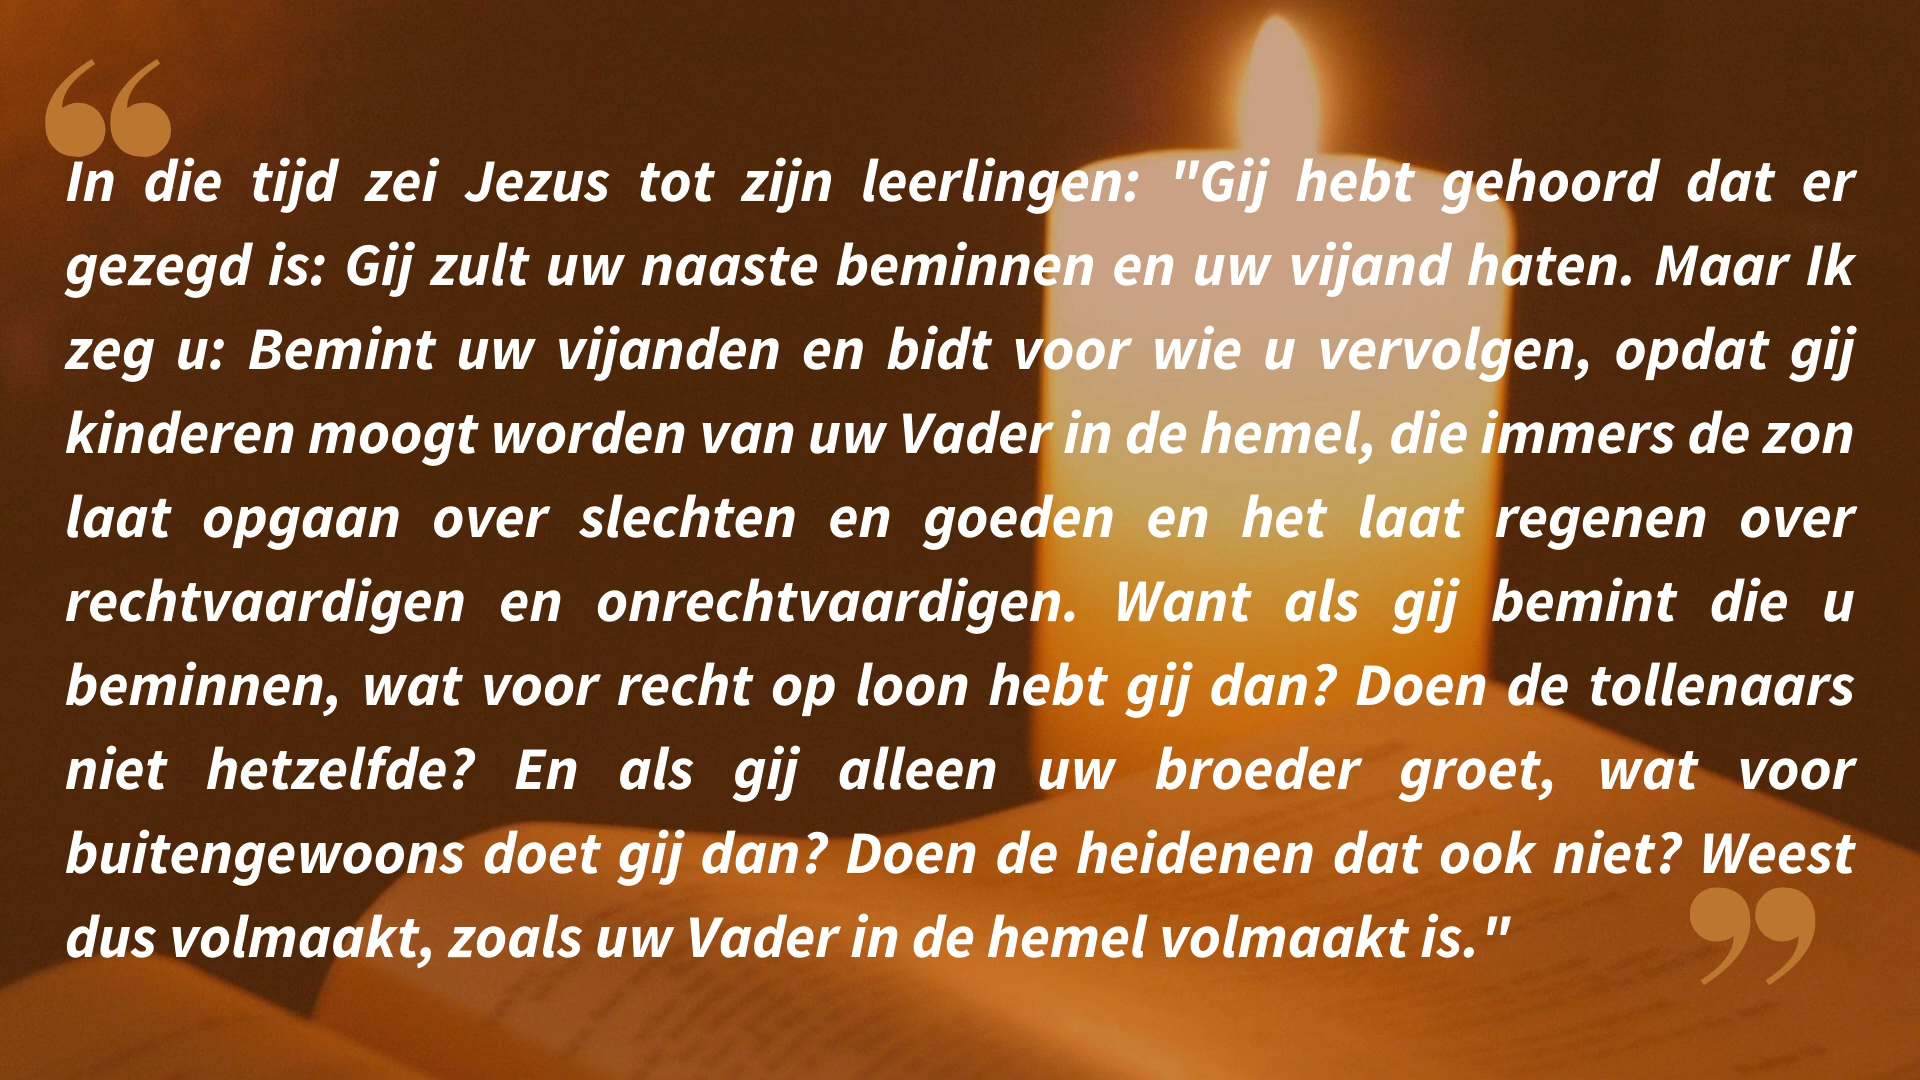 In die tijd zei Jezus tot zijn leerlingen: "Gij hebt gehoord dat er
gezegd is: Gij zult uw naaste beminnen en uw vijand haten. Maar Ik
zeg u: Bemint uw vijanden en bidt voor wie u vervolgen, opdat gij
kinderen moogt worden van uw Vader in de hemel, die immers de zon
laat opgaan over slechten en goeden en het laat regenen over
rechtvaardigen en onrechtvaardigen. Want als gij bemint die u
beminnen, wat voor recht op loon hebt gij dan? Doen de tollenaars
niet hetzelfde? En als gij alleen uw broeder groet, wat voor
buitengewoons doet gij dan? Doen de heidenen dat ook niet? Weest
dus volmaakt, zoals uw Vader in de hemel volmaakt is."